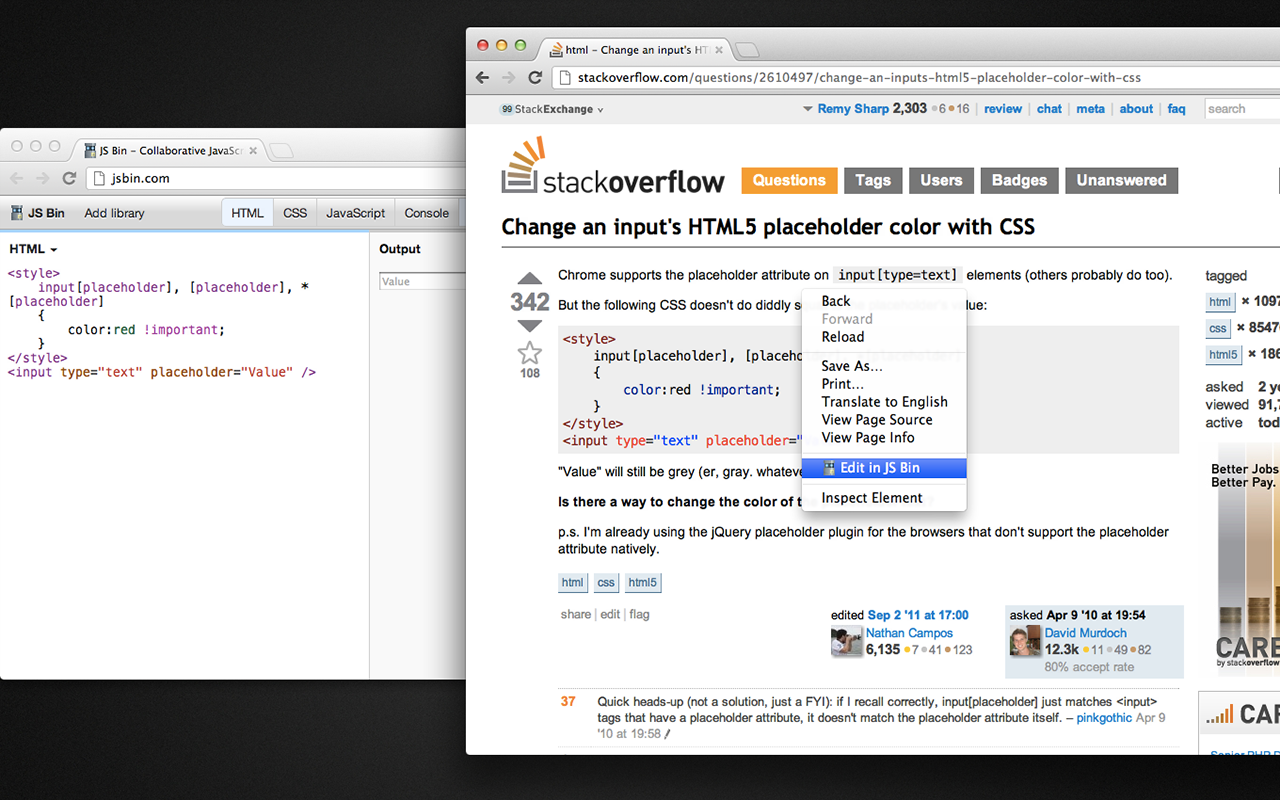 JS Bin – Collaborative JavaSc
jsbin.com
JS Bin Add library HTML CSS JavaScript Console
HTML
Output
<style>
input[placeholder], [placeholder], *
[placeholder]
{
color:red !important;
}
</style>
<input type="text" placeholder="Value" />
Value
html – Change an input's HT
stackoverflow.com/questions/2610497/change-an-inputs-html5-placeholder-color-with-css
StackExchange
Remy Sharp 2,303 6 16 | review | chat | meta | about | faq
search
stackoverflow
Questions Tags Users Badges Unanswered
Change an input's HTML5 placeholder color with CSS
342
108
Chrome supports the placeholder attribute on input[type=text] elements (others probably do too).
But the following CSS doesn't do diddly s
ue:
<style>
input[placeholder], [placeho
{
color:red !important;
}
</style>
<input type="text" placeholder="
"Value" will still be grey (er, gray. whateve
Is there a way to change the color of t
p.s. I'm already using the jQuery placeholder plugin for the browsers that don't support the placeholder
attribute natively.
html css html5
share | edit | flag
edited Sep 2 '11 at 17:00
Nathan Campos
6,135 7 41 123
asked Apr 9 '10 at 19:54
David Murdoch
12.3k 11 49 82
80% accept rate
37
Quick heads-up (not a solution, just a FYI): if I recall correctly, input[placeholder] just matches <input>
tags that have a placeholder attribute, it doesn't match the placeholder attribute itself. – pinkgothic Apr 9
'10 at 19:58
Back
Forward
Reload
Save As...
Print...
Translate to English
View Page Source
View Page Info
Edit in JS Bin
Inspect Element
tagged
html × 1097
css × 8547
html5 × 186
asked 2 y
viewed 91,7
active tod
Better Jobs
Better Pay.
CARE
by stackoverflow
CAR
Senior PHP D